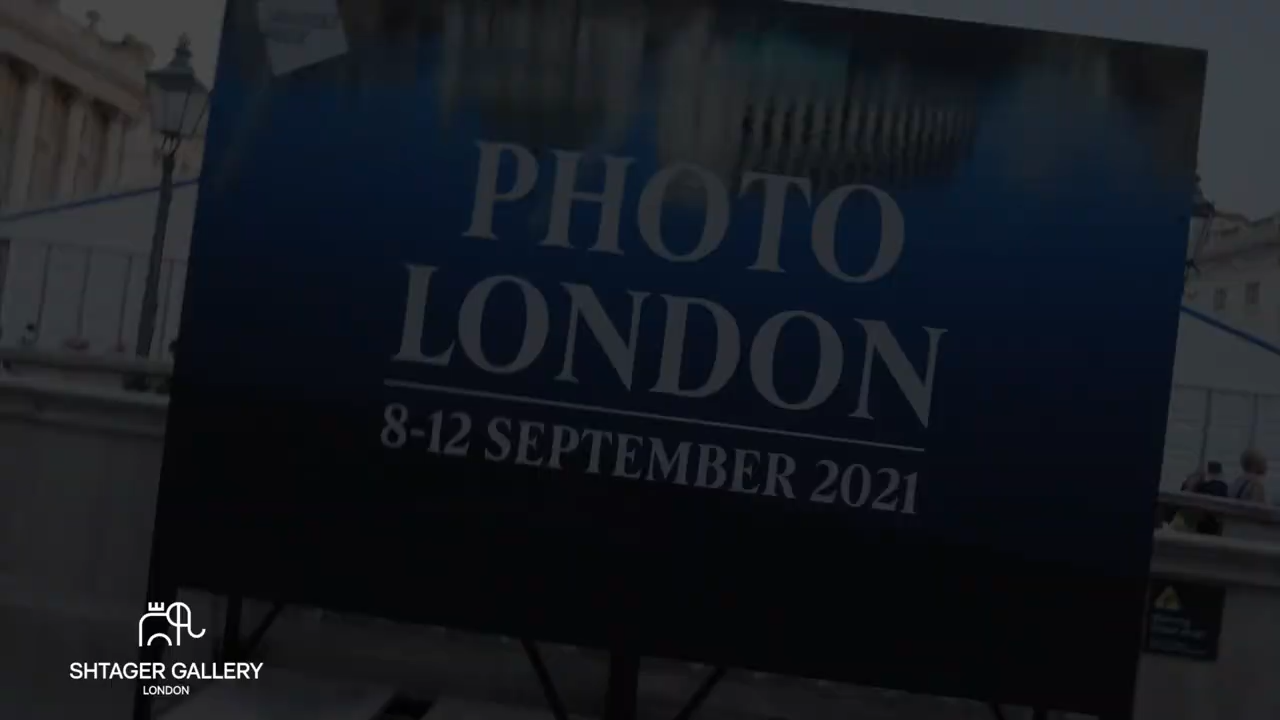 PHOTO
LONDON
8-12 SEPTEMBER 2021
SHTAGER GALLERY
LONDON